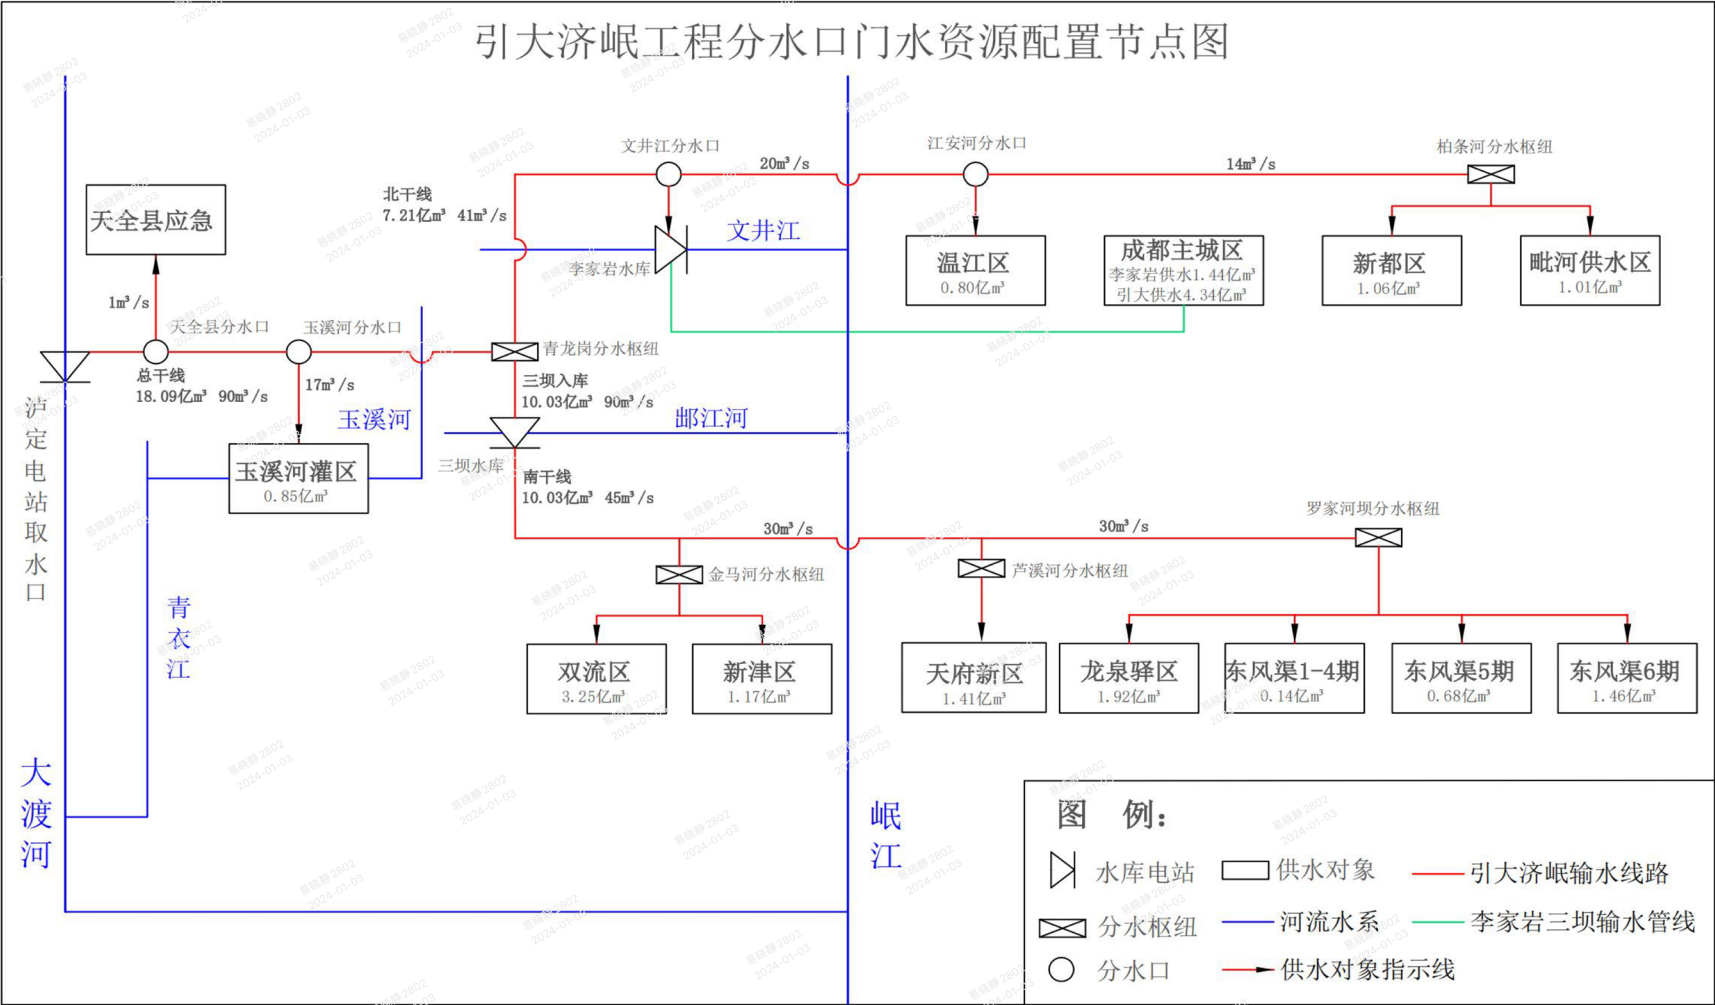 引大济岷工程分水口门水资源配置节点图
文井江分水口
20m³/s
江安河分水口
14m³/s
柏条河分水枢纽
北干线
7.21亿m³ 41m³/s
天全县应急
文井江
李家岩水库
温江区
0.80亿m³
成都主城区
李家岩供水1.44亿m³
引大供水4.34亿m³
新都区
1.06亿m³
毗河供水区
1.01亿m³
1m³/s
天全县分水口
玉溪河分水口
青龙岗分水枢纽
总干线
18.09亿m³ 90m³/s
17m³/s
三坝入库
10.03亿m³ 90m³/s
泸定电站取水口
玉溪河
邮江河
玉溪河灌区
0.85亿m³
三坝水库
南干线
10.03亿m³ 45m³/s
30m³/s
30m³/s
罗家河坝分水枢纽
金马河分水枢纽
芦溪河分水枢纽
青衣江
双流区
3.25亿m³
新津区
1.17亿m³
天府新区
1.41亿m³
龙泉驿区
1.92亿m³
东风渠1-4期
0.14亿m³
东风渠5期
0.68亿m³
东风渠6期
1.46亿m³
大渡河
岷江
图 例：
水库电站
供水对象
引大济岷输水线路
分水枢纽
河流水系
李家岩三坝输水管线
分水口
供水对象指示线
易晓静 2802
2024-01-03